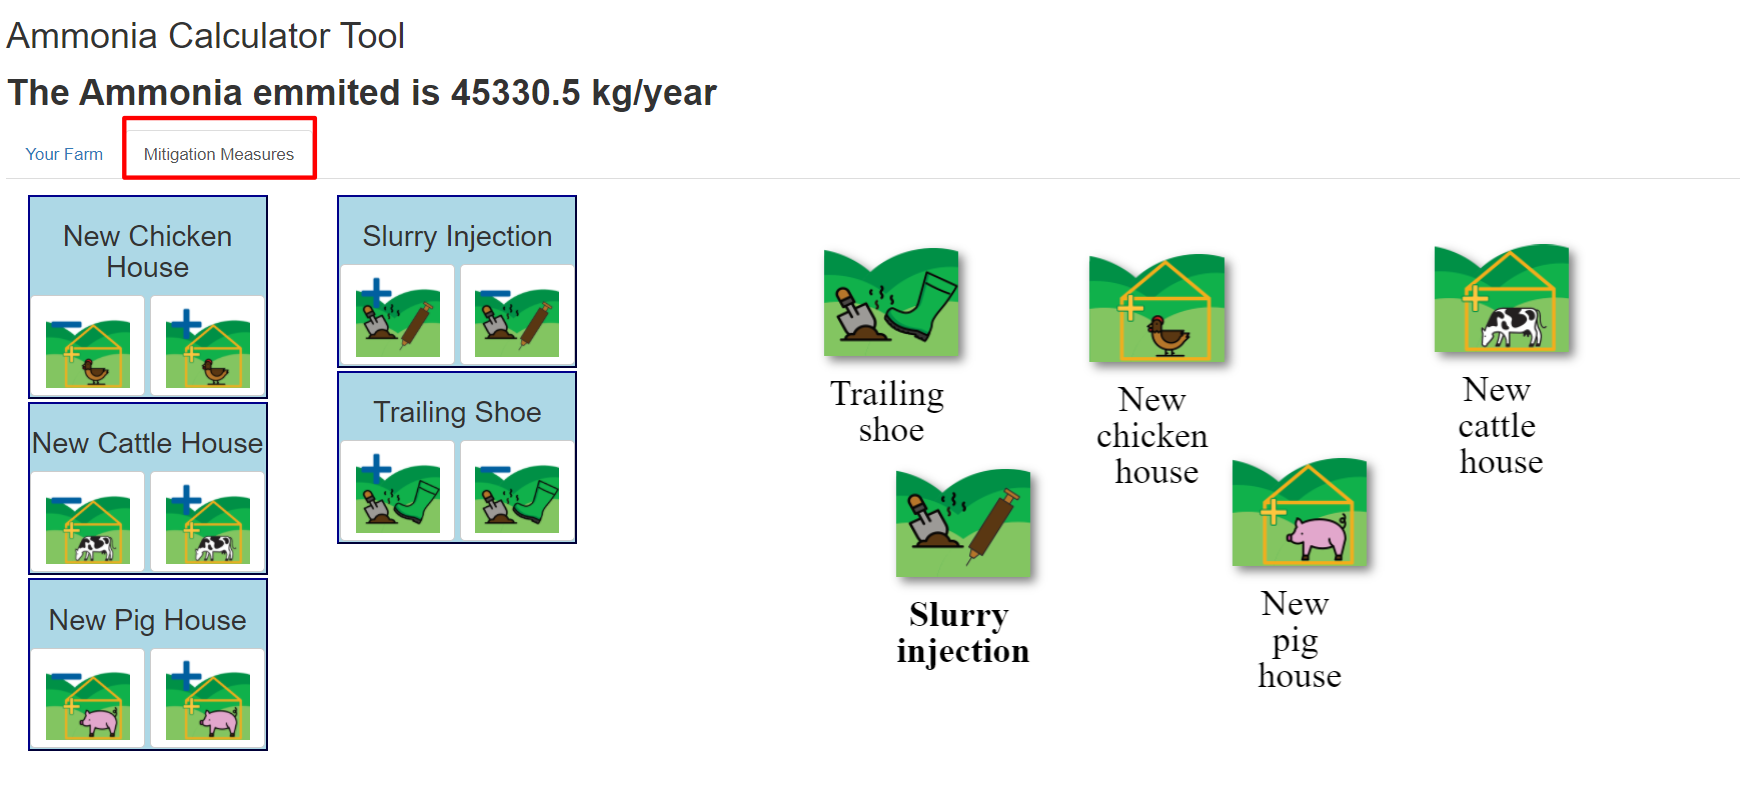 Ammonia Calculator Tool
The Ammonia emmited is 45330.5 kg/year
Your Farm
Mitigation Measures
New Chicken
House
New Cattle House
New Pig House
Slurry Injection
Trailing Shoe
Trailing
shoe
New
chicken
house
New
cattle
house
Slurry
injection
New
pig
house